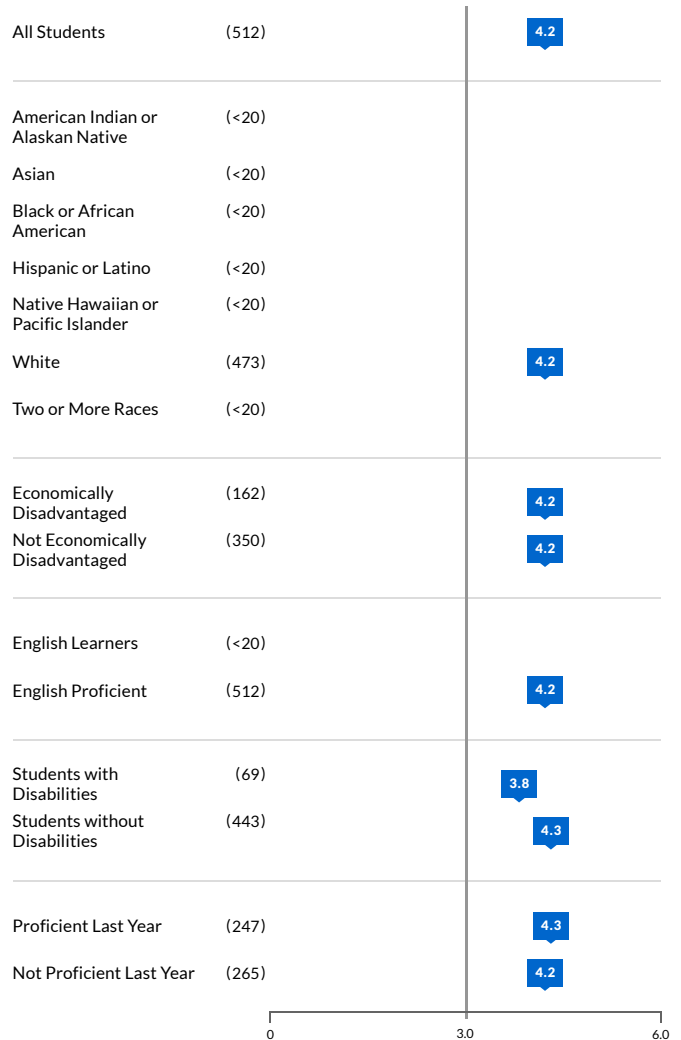 All Students (512) 4.2
American Indian or (<20)
Alaskan Native
Asian (<20)
Black or African (<20)
American
Hispanic or Latino (<20)
Native Hawaiian or (<20)
Pacific Islander
White (473) 4.2
Two or More Races (<20)
Economically (162) 4.2
Disadvantaged
Not Economically (350) 4.2
Disadvantaged
English Learners (<20)
English Proficient (512) 4.2
Students with (69) 3.8
Disabilities
Students without (443) 4.3
Disabilities
Proficient Last Year (247) 4.3
Not Proficient Last Year (265) 4.2
0 3.0 6.0